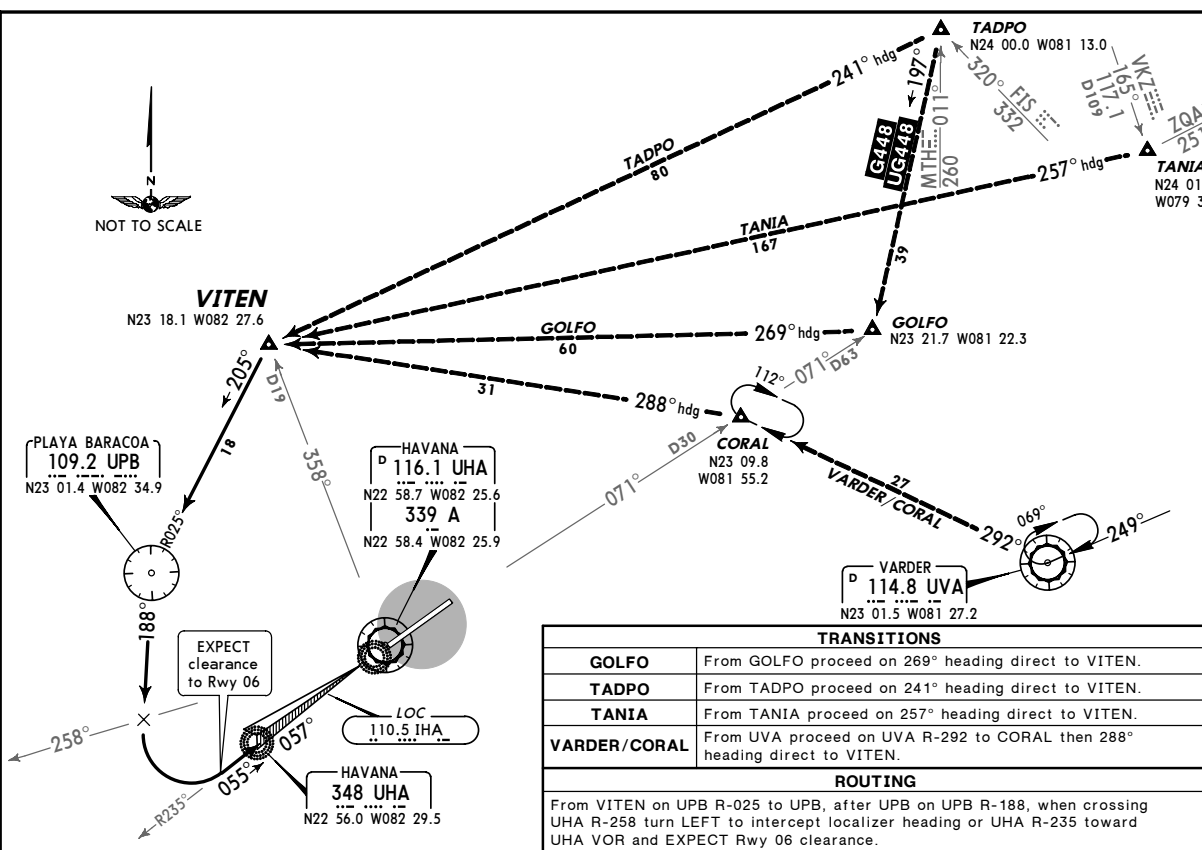 TADPO
N24 00.0 W081 13.0
241° hdg
197°
320° FIS
332
VKZ
165°
117.1
D109
ZQA
25
TADPO
80
G448
UG448
MTH 011°
260
257° hdg
TANIA
N24 01
W079 3
N
NOT TO SCALE
TANIA
167
39
VITEN
N23 18.1 W082 27.6
GOLFO
60
269° hdg
GOLFO
N23 21.7 W081 22.3
205°
D19
31
288° hdg
112°
071° D63
18
CORAL
N23 09.8
W081 55.2
D30
PLAYA BARACOA
109.2 UPB
N23 01.4 W082 34.9
358°
HAVANA
D 116.1 UHA
N22 58.7 W082 25.6
339 A
N22 58.4 W082 25.9
071°
27
VARDER/CORAL
292°
069°
249°
R025°
VARDER
D 114.8 UVA
N23 01.5 W081 27.2
188°
EXPECT
clearance
to Rwy 06
258°
055°
057°
LOC
110.5 IHA
R235°
HAVANA
348 UHA
N22 56.0 W082 29.5
TRANSITIONS
GOLFO From GOLFO proceed on 269° heading direct to VITEN.
TADPO From TADPO proceed on 241° heading direct to VITEN.
TANIA From TANIA proceed on 257° heading direct to VITEN.
VARDER/CORAL From UVA proceed on UVA R-292 to CORAL then 288°
heading direct to VITEN.
ROUTING
From VITEN on UPB R-025 to UPB, after UPB on UPB R-188, when crossing
UHA R-258 turn LEFT to intercept localizer heading or UHA R-235 toward
UHA VOR and EXPECT Rwy 06 clearance.